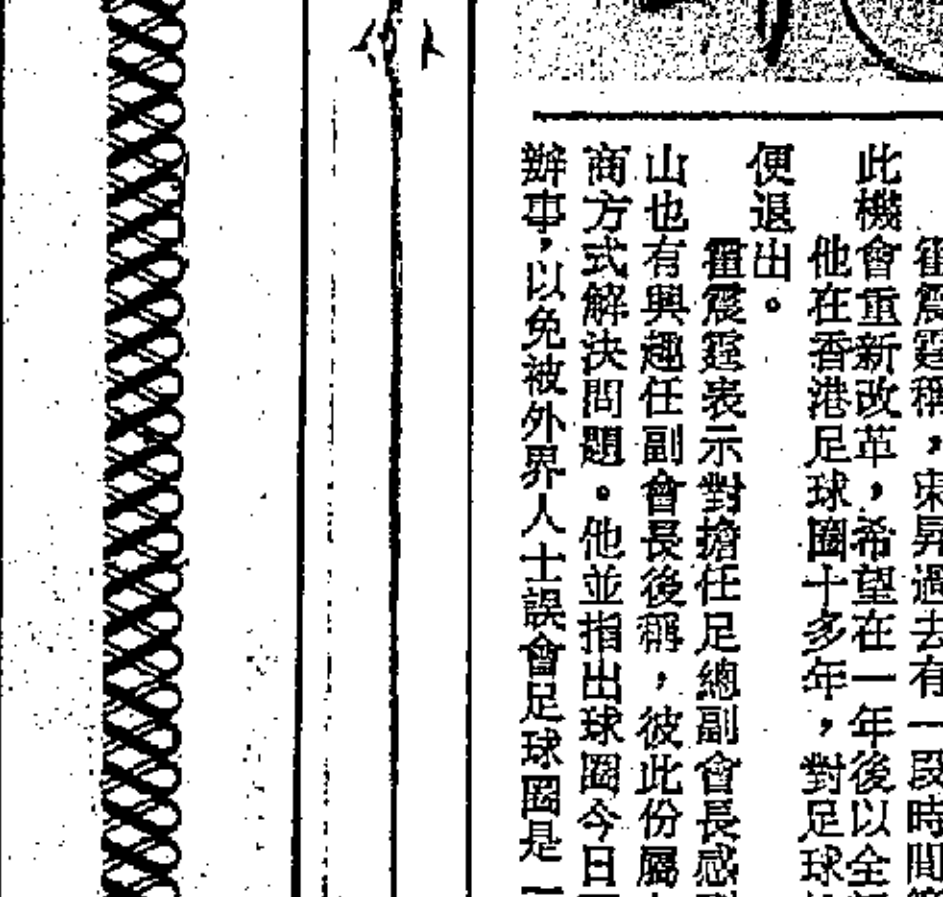 霍震霆稱，東昇過去有一段時間
此機會重新改革，希望在一年後以全
他在香港足球圈十多年，對足球
便退出。
霍震霆表示對擔任足總副會長感
山也有興趣任副會長後稱，彼此份屬
商方式解決問題。他並指出球圈今日
辦事，以免被外界人士誤會足球圈是一